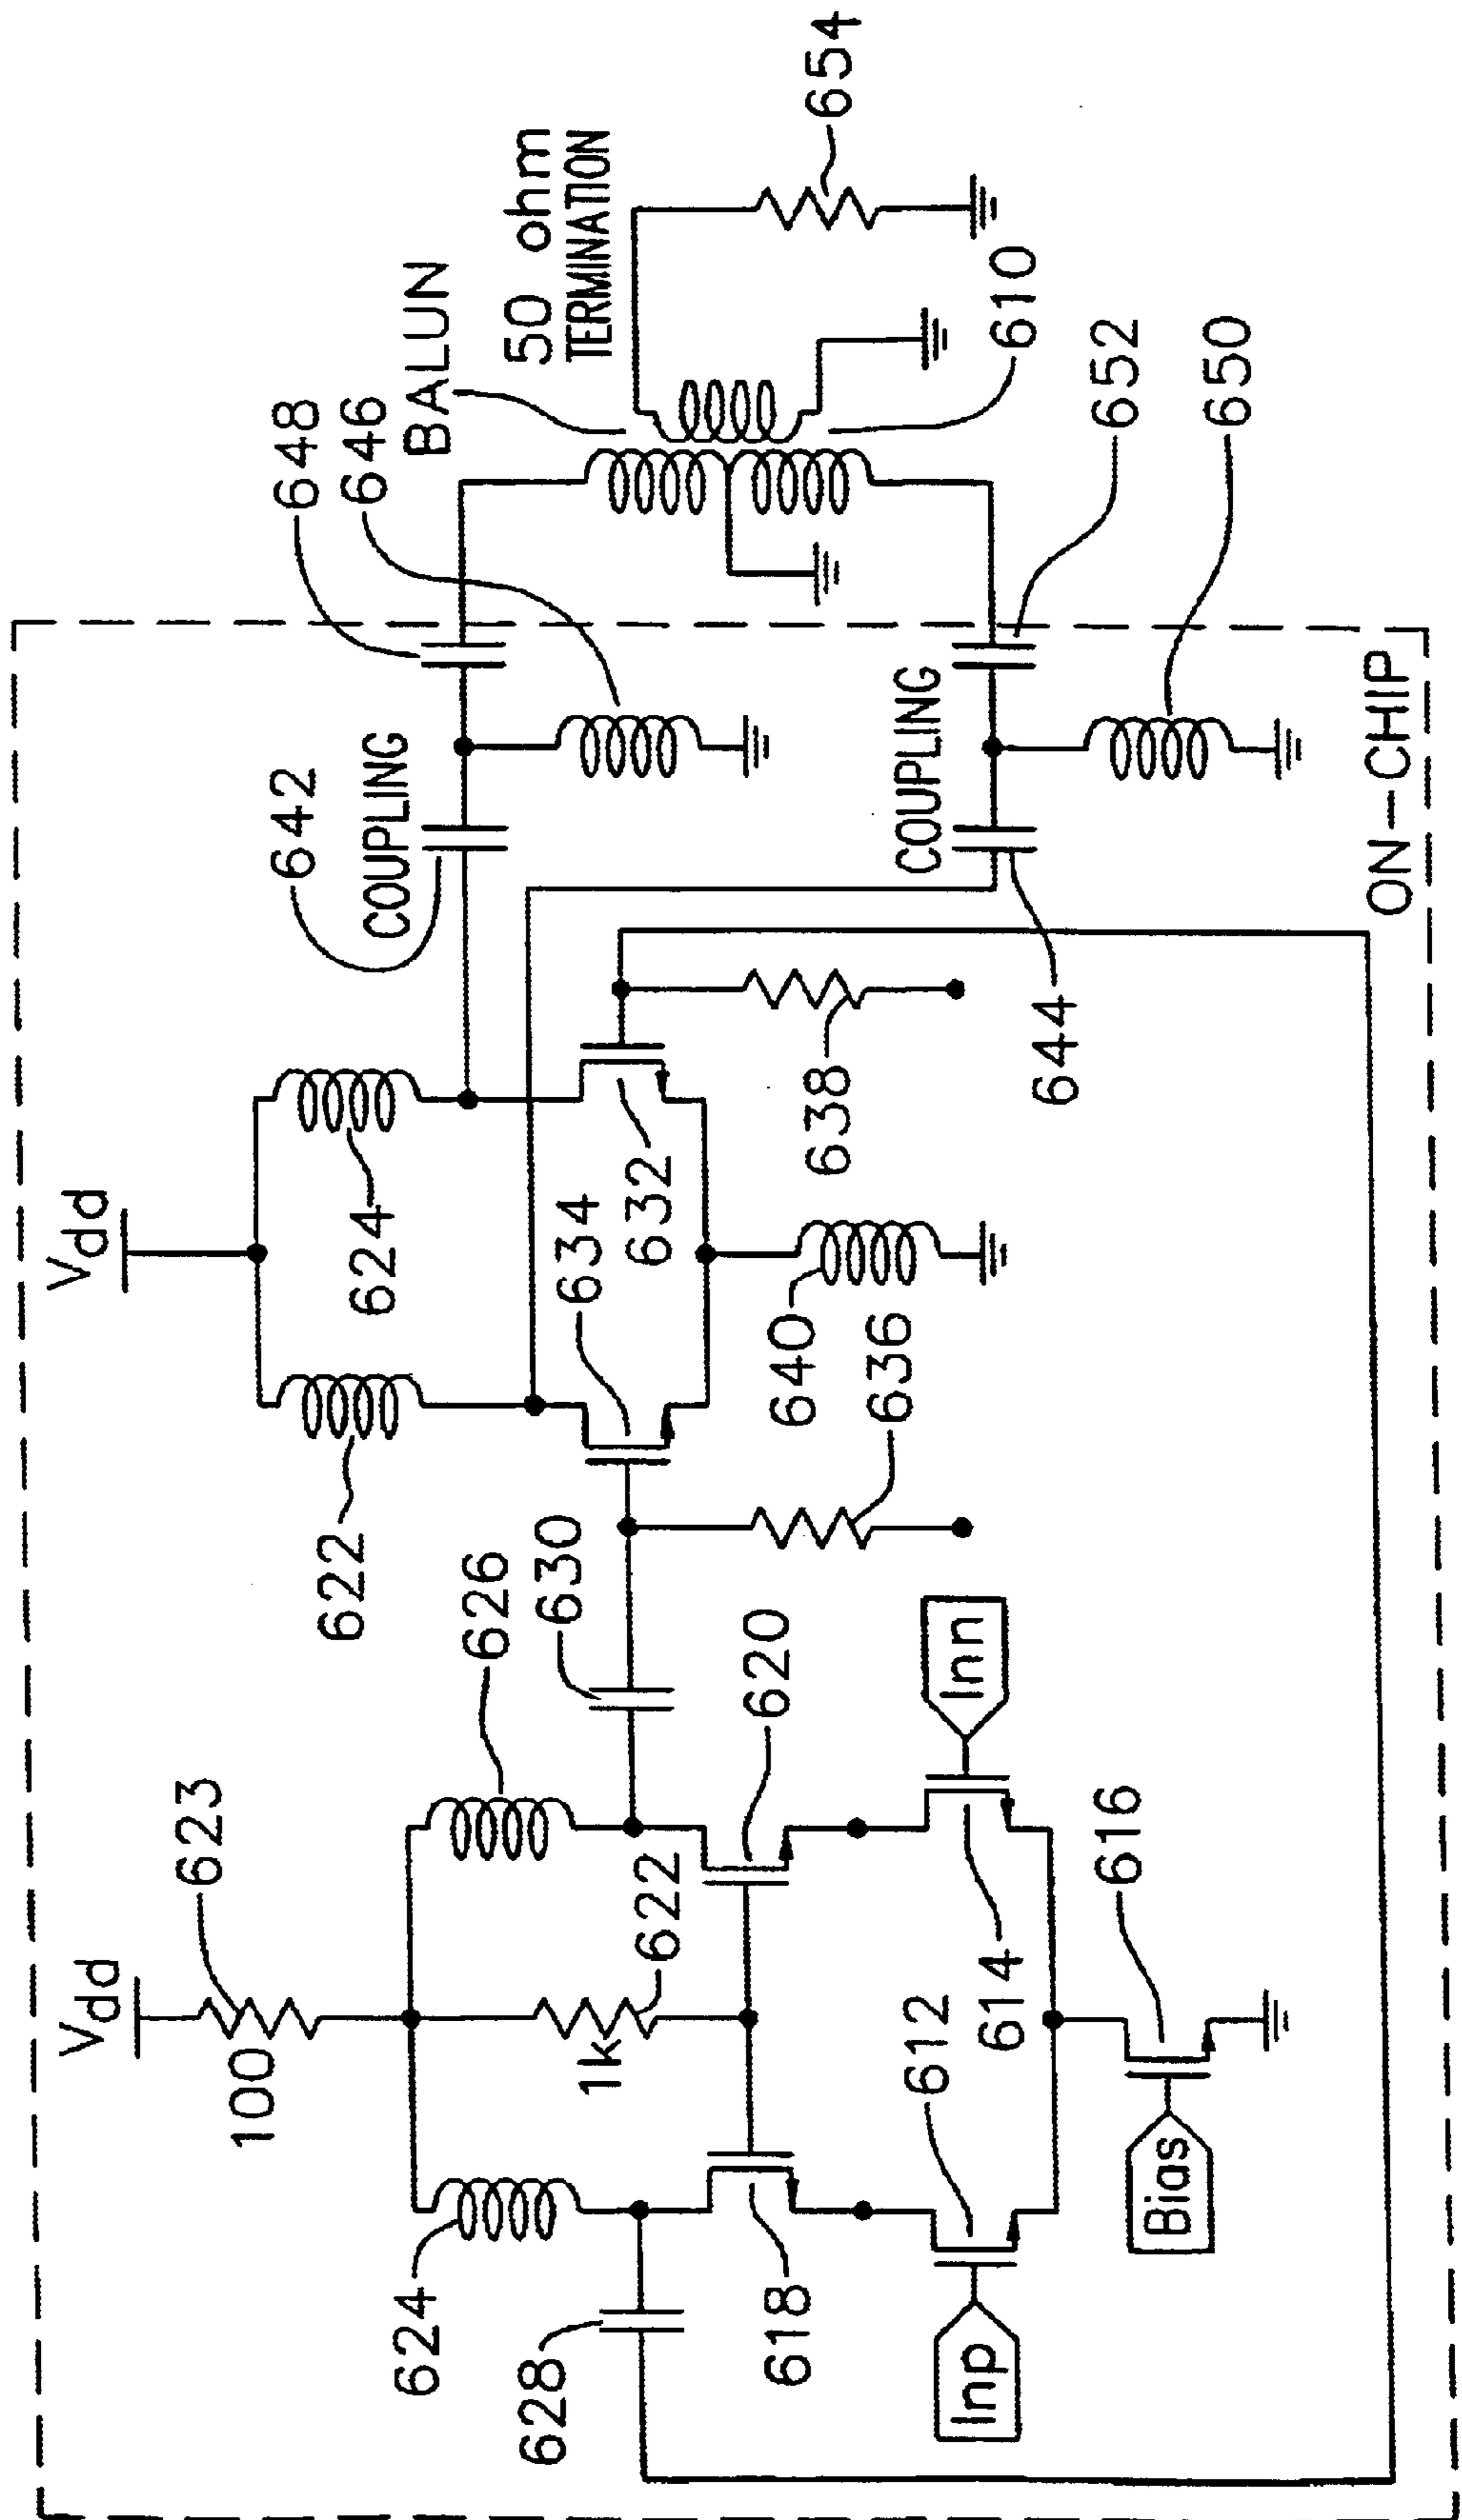 Vdd
Vdd
100
623
624
1k
622
626
628
630
618
620
Inp
612
614
Inn
Bias
616
622
624
634
632
640
636
638
642
COUPLING
648
646
BALUN
50 ohm
TERMINATION
654
610
COUPLING
644
652
650
ON-CHIP